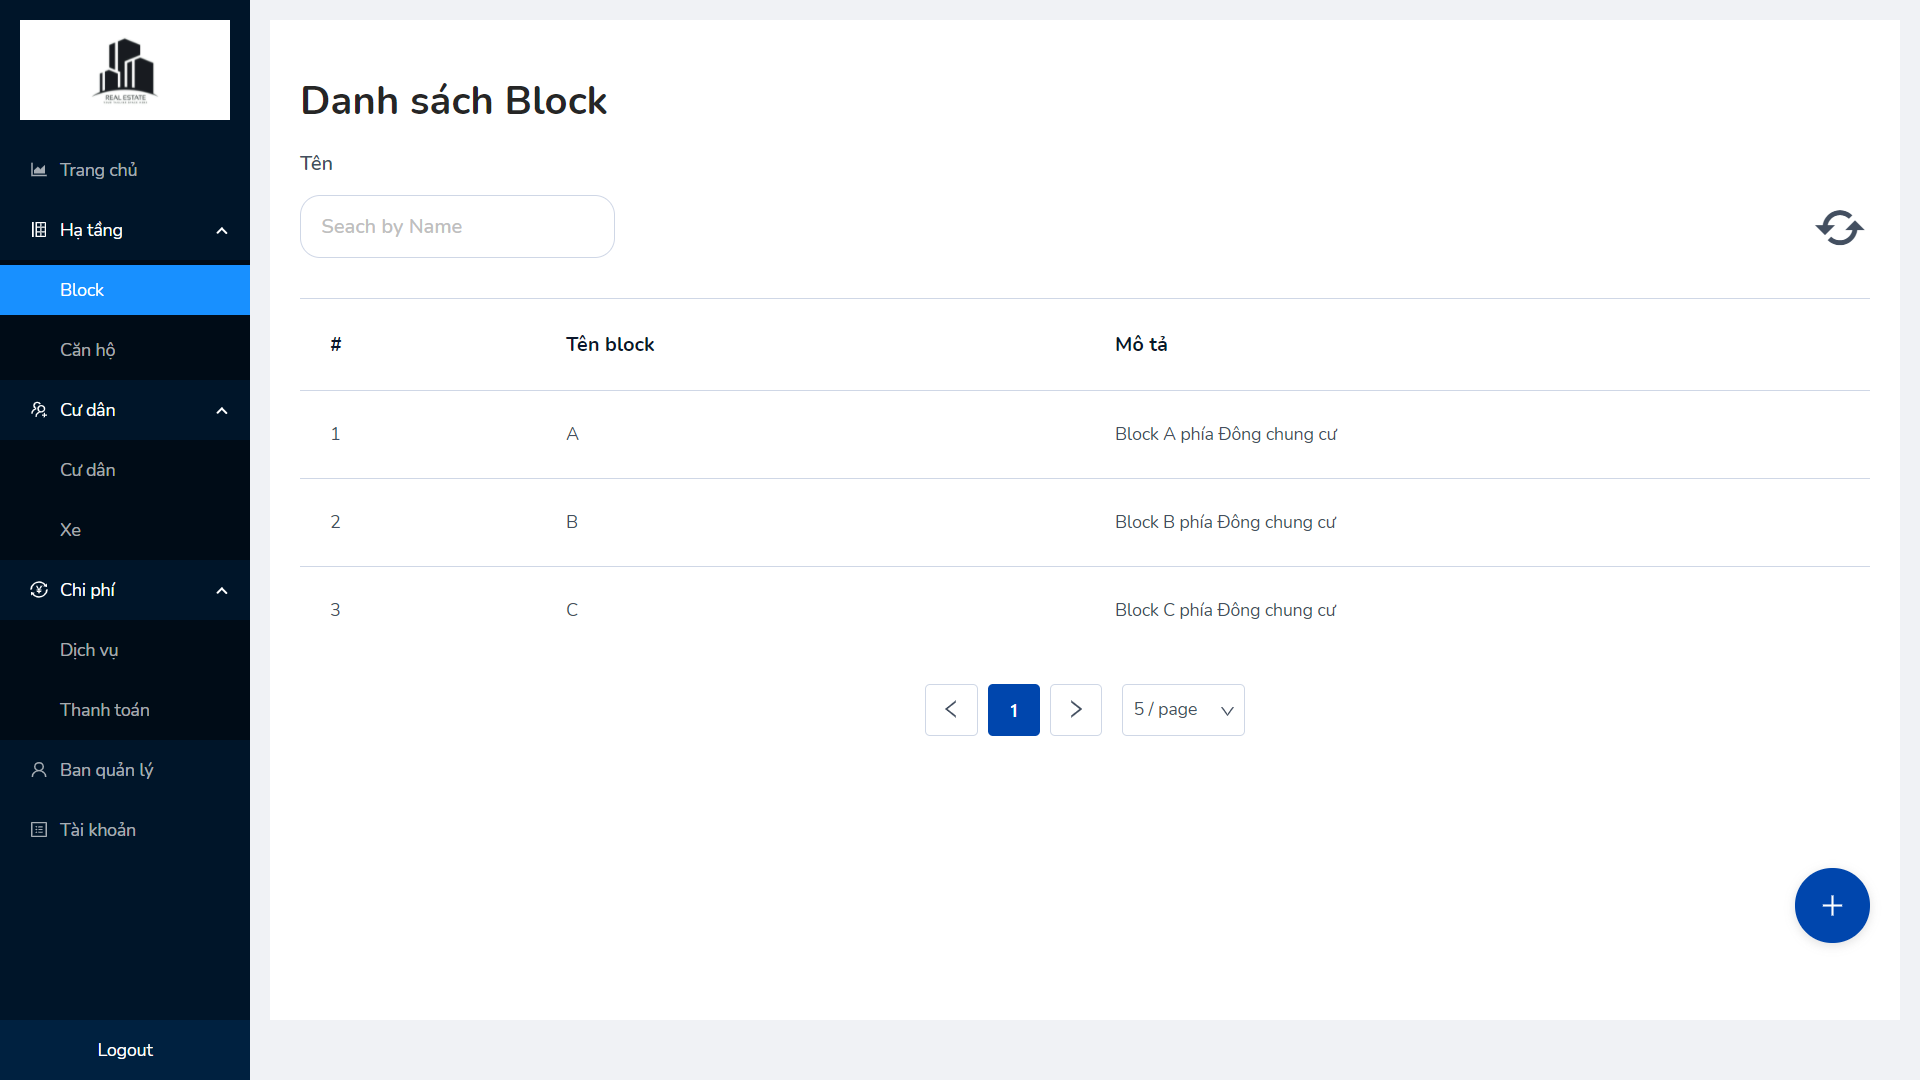 REAL ESTATE
Trang chủ
Hạ tầng
Block
Căn hộ
Cư dân
Cư dân
Xe
Chi phí
Dịch vụ
Thanh toán
Ban quản lý
Tài khoản
Logout
Danh sách Block
Tên
Seach by Name
# Tên block Mô tả
1 A Block A phía Đông chung cư
2 B Block B phía Đông chung cư
3 C Block C phía Đông chung cư
1 5 / page